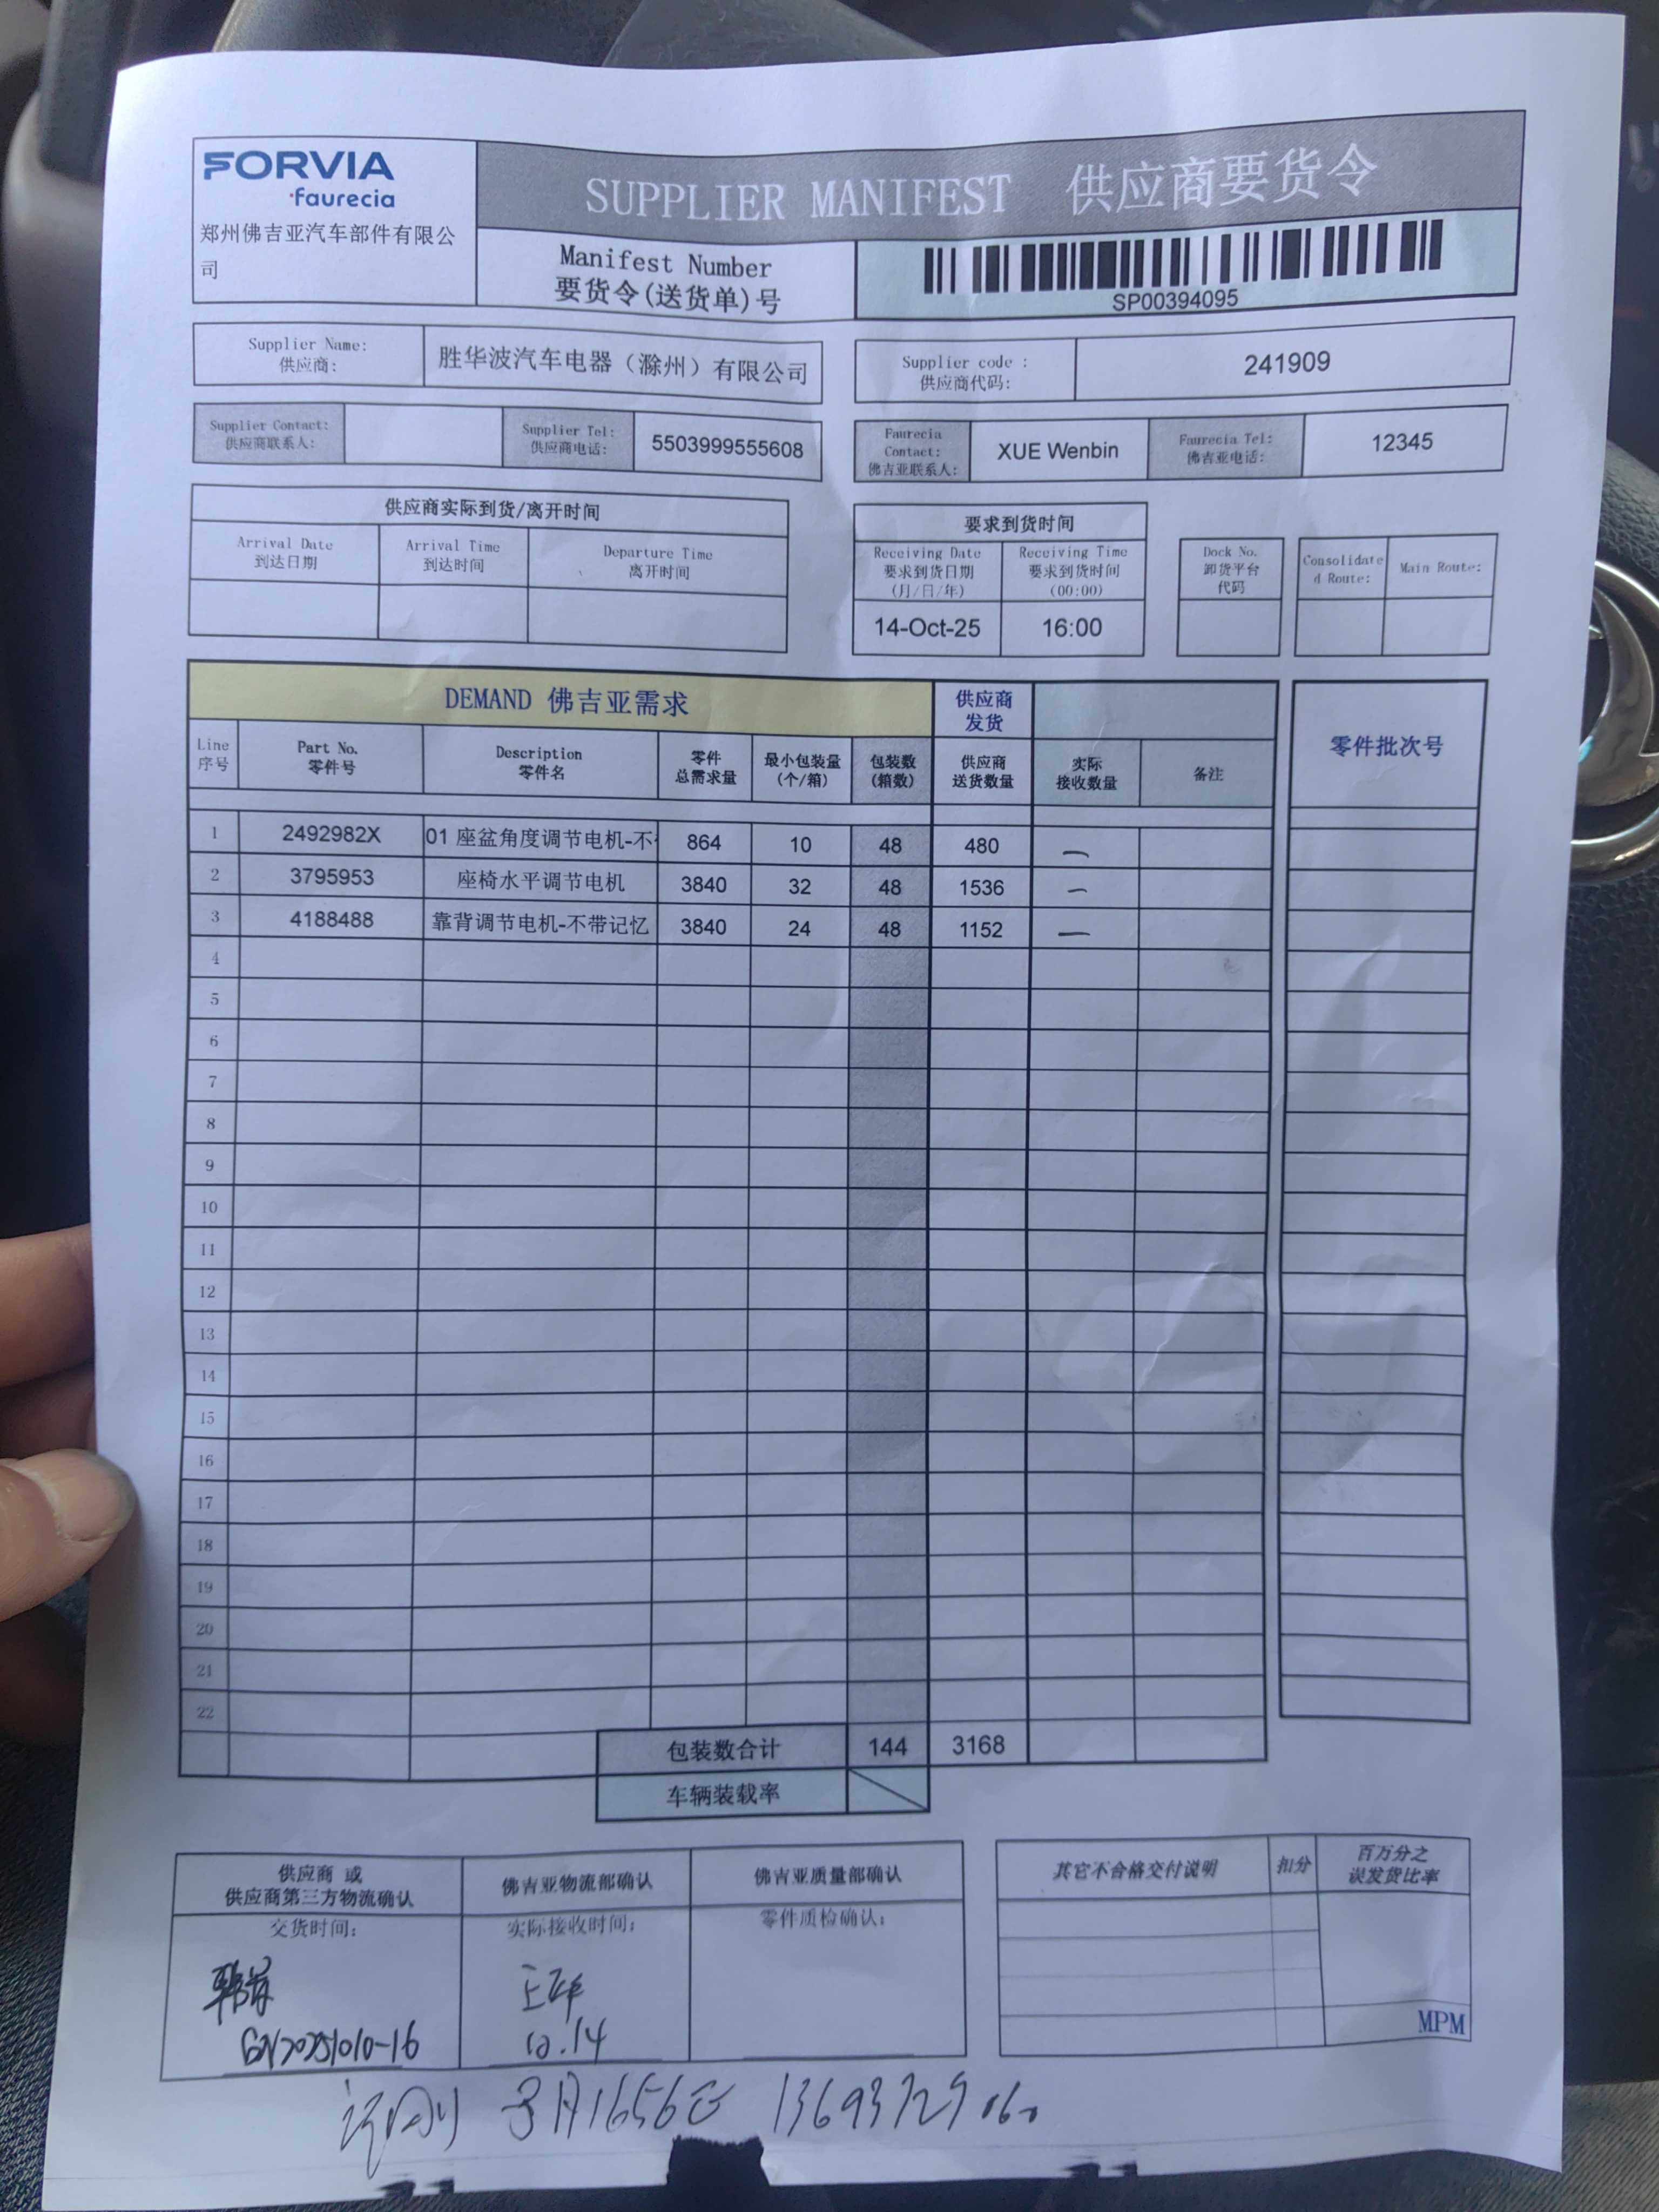 FORVIA
faurecia
郑州佛吉亚汽车部件有限公
司
SUPPLIER MANIFEST 供应商要货令
Manifest Number
要货令(送货单)号
SP00394095
Supplier Name:
供应商:
胜华波汽车电器（滁州）有限公司
Supplier code :
供应商代码:
241909
Supplier Contact:
供应商联系人:
Supplier Tel:
供应商电话:
5503999555608
Faurecia
Contact:
佛吉亚联系人:
XUE Wenbin
Faurecia Tel:
佛吉亚电话:
12345
供应商实际到货/离开时间
Arrival Date
到达日期
Arrival Time
到达时间
Departure Time
离开时间
要求到货时间
Receiving Date
要求到货日期
(月/日/年)
Receiving Time
要求到货时间
(00:00)
14-Oct-25 16:00
Dock No.
卸货平台
代码
Consolidate
d Route:
Main Route:
DEMAND 佛吉亚需求
供应商
发货
零件批次号
Line
序号
Part No.
零件号
Description
零件名
零件
总需求量
最小包装量
(个/箱)
包装数
(箱数)
供应商
送货数量
实际
接收数量
备注
1 2492982X 01 座盆角度调节电机-不 864 10 48 480 —
2 3795953 座椅水平调节电机 3840 32 48 1536 —
3 4188488 靠背调节电机-不带记忆 3840 24 48 1152 —
4
5
6
7
8
9
10
11
12
13
14
15
16
17
18
19
20
21
22
包装数合计 144 3168
车辆装载率
供应商 或
供应商第三方物流确认
佛吉亚物流部确认
佛吉亚质量部确认
交货时间:
实际接收时间:
零件质检确认:
10.14
其它不合格交付说明
扣分
百万分之
误发货比率
MPM